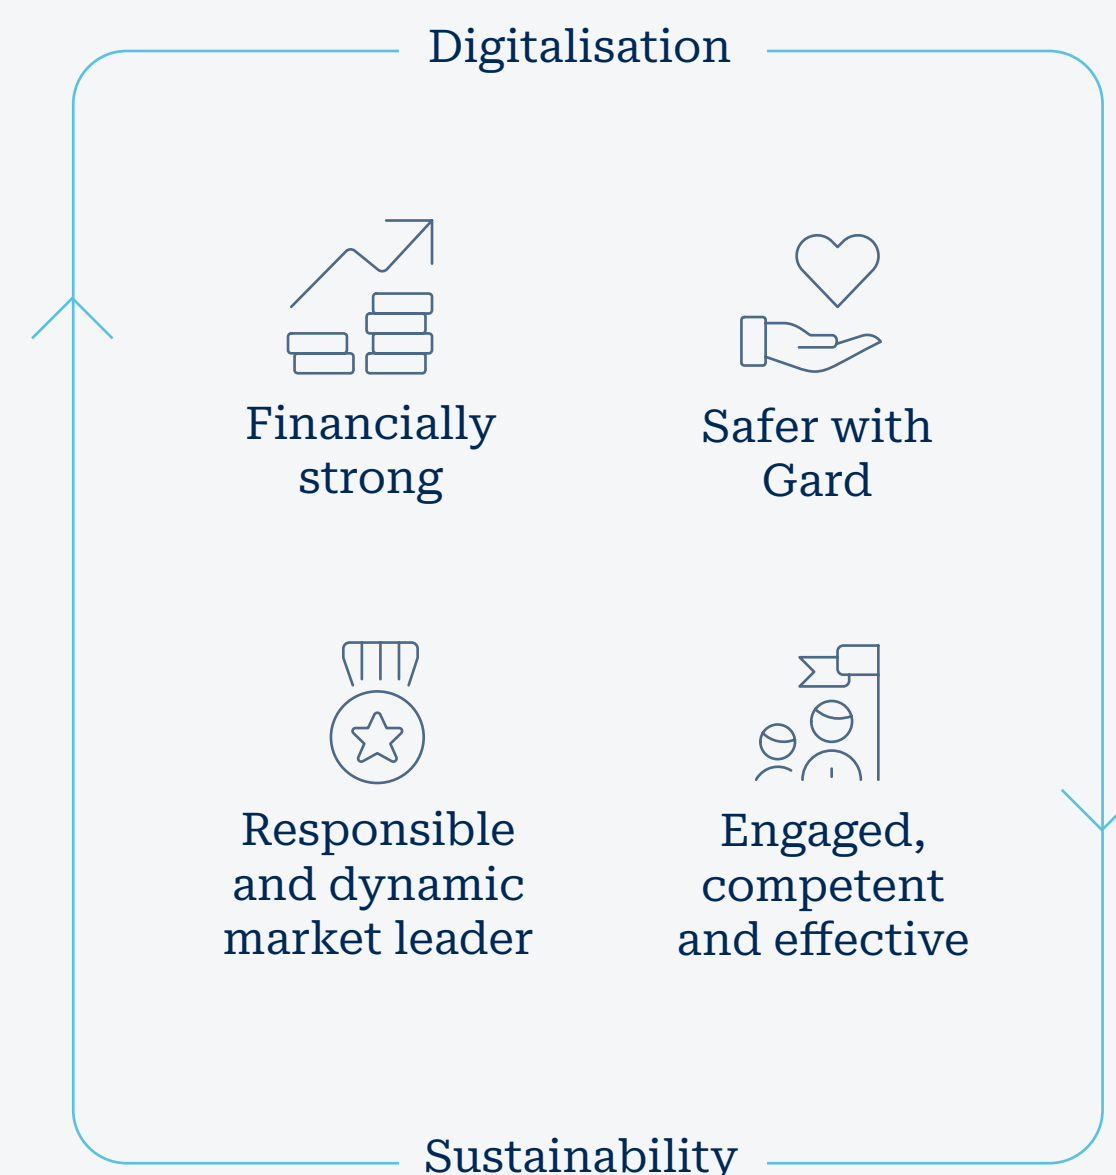 Digitalisation
Financially
strong
Safer with
Gard
Responsible
and dynamic
market leader
Engaged,
competent
and effective
Sustainability